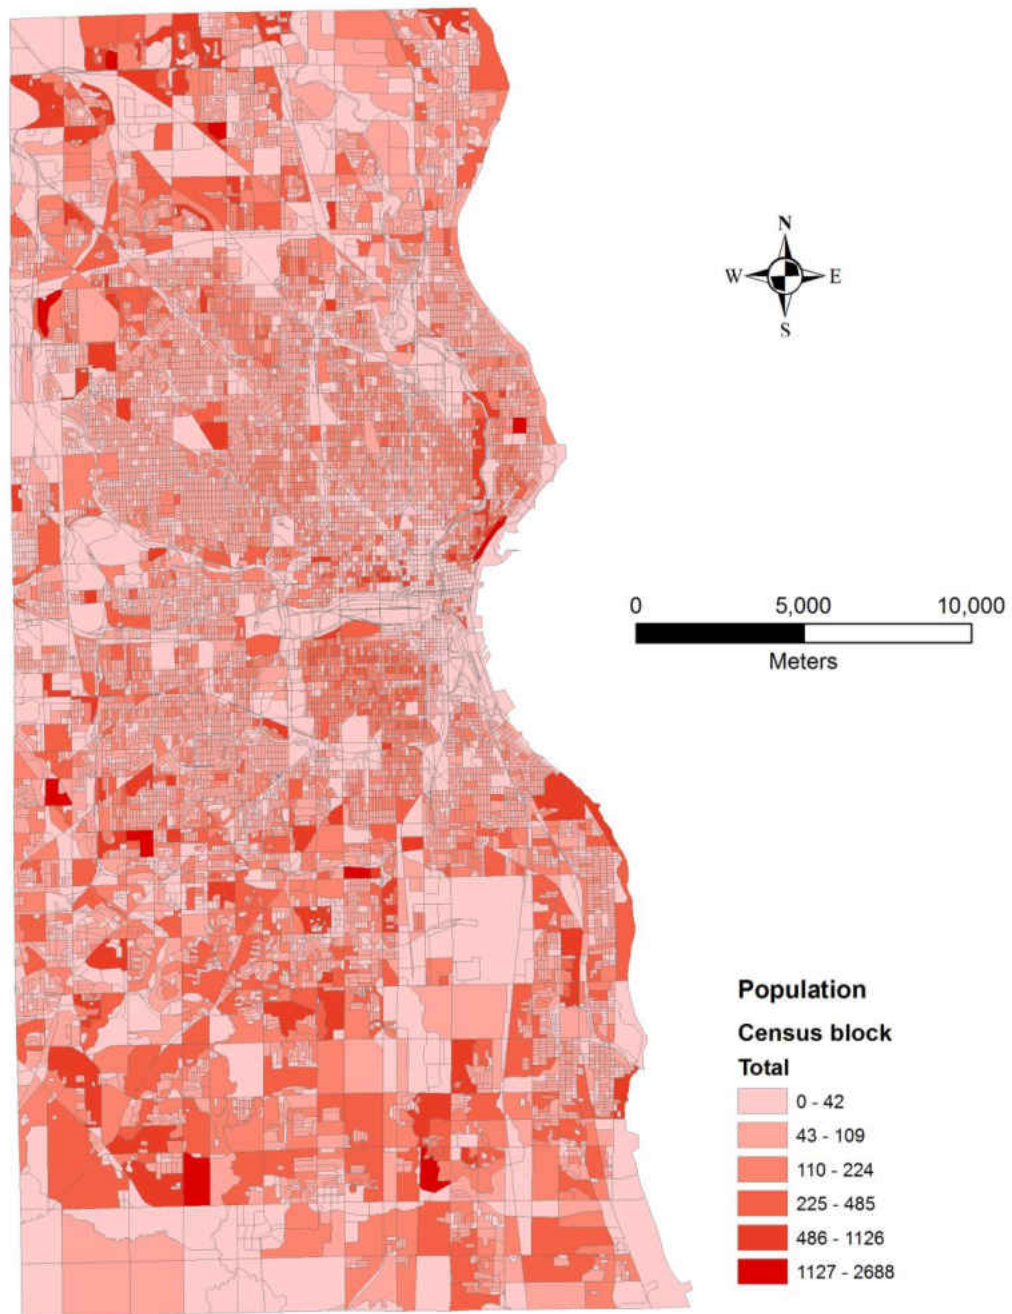 N
W E
S
0 5,000 10,000
Meters
Population
Census block
Total
0 - 42
43 - 109
110 - 224
225 - 485
486 - 1126
1127 - 2688